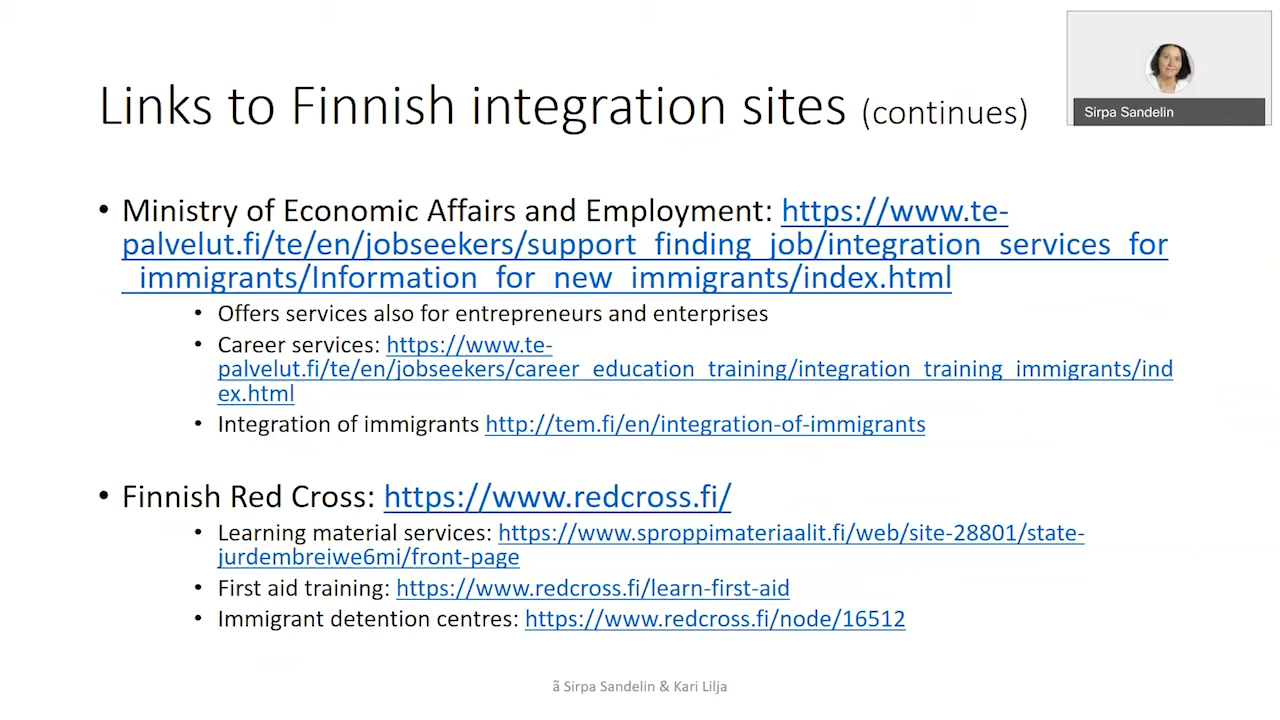 Links to Finnish integration sites (continues)
Sirpa Sandelin
• Ministry of Economic Affairs and Employment: https://www.te-
palvelut.fi/te/en/jobseekers/support_finding_job/integration_services_for
_immigrants/Information_for_new_immigrants/index.html
• Offers services also for entrepreneurs and enterprises
• Career services: https://www.te-
palvelut.fi/te/en/jobseekers/career_education_training/integration_training_immigrants/ind
ex.html
• Integration of immigrants http://tem.fi/en/integration-of-immigrants
• Finnish Red Cross: https://www.redcross.fi/
• Learning material services: https://www.sproppimateriaalit.fi/web/site-28801/state-
jurdembreiwe6mi/front-page
• First aid training: https://www.redcross.fi/learn-first-aid
• Immigrant detention centres: https://www.redcross.fi/node/16512
ã Sirpa Sandelin & Kari Lilja